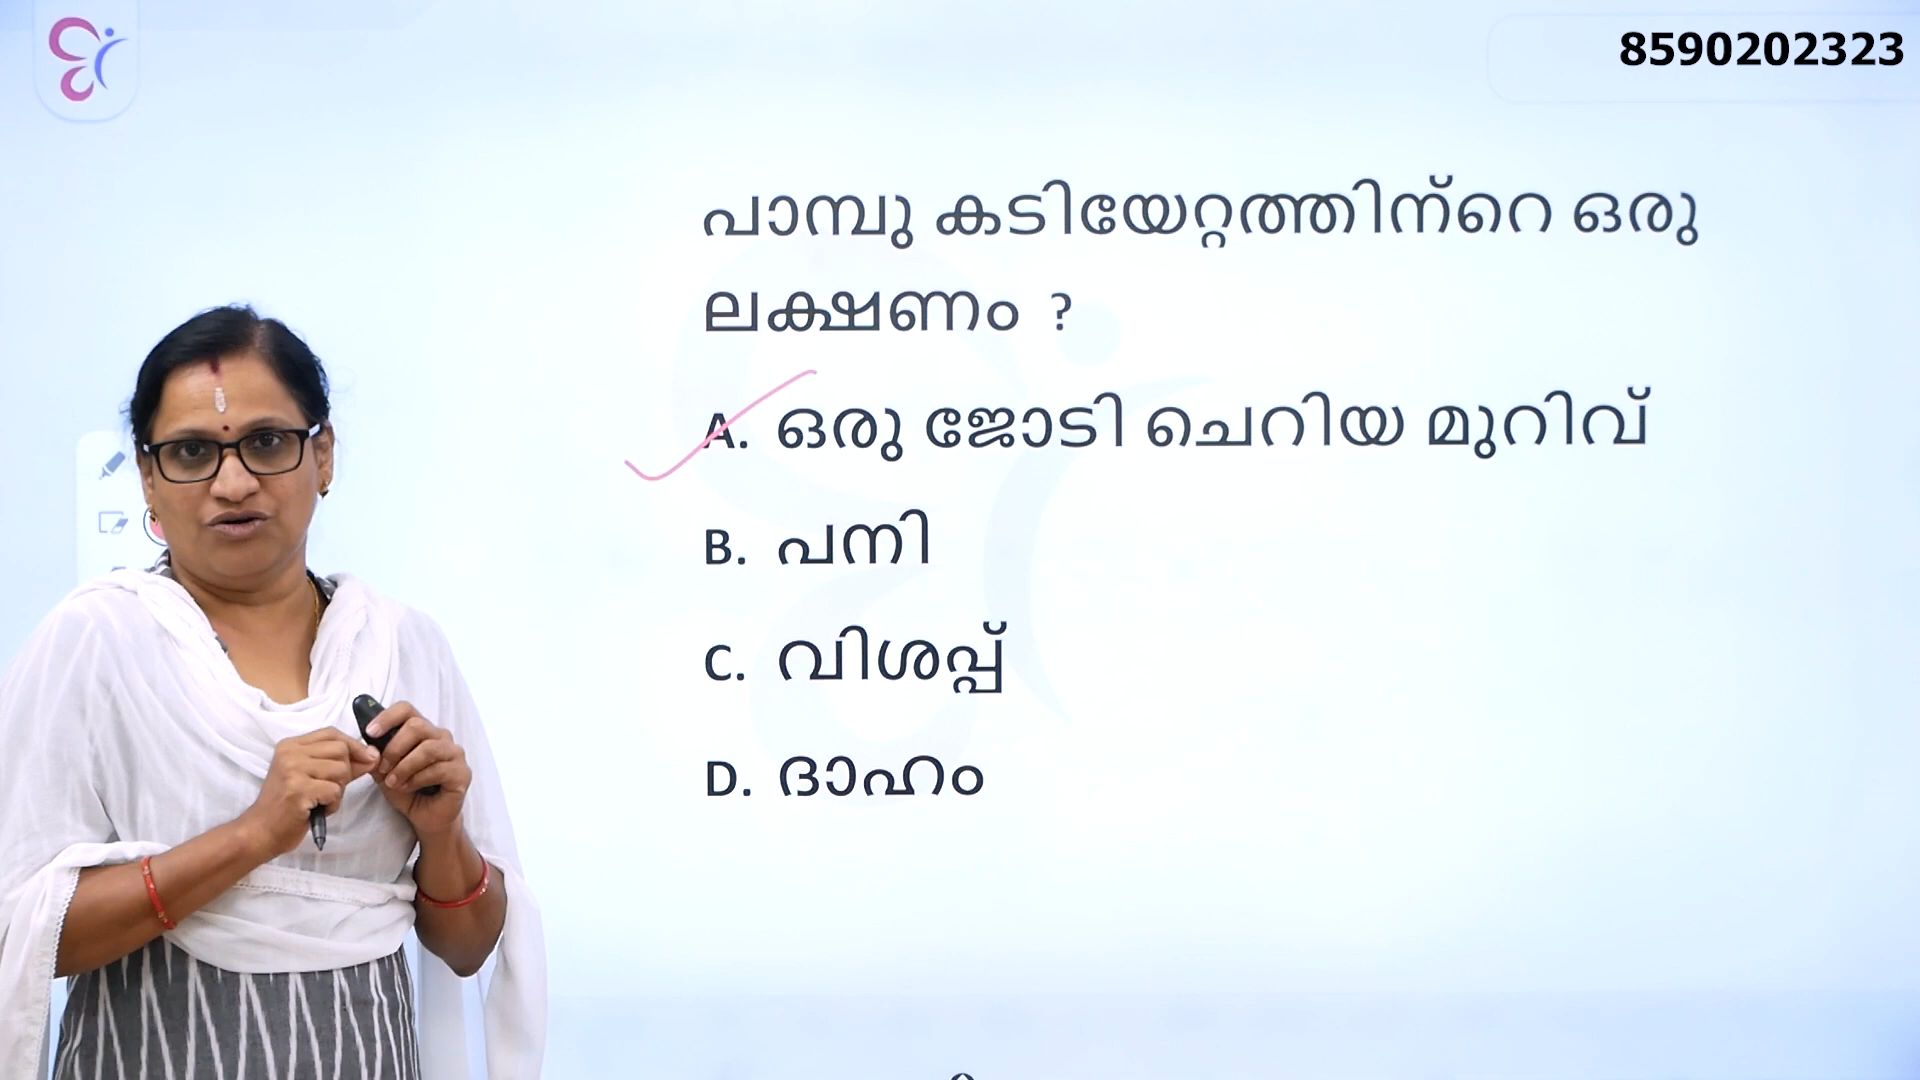 8590202323
പാമ്പു കടിയേറ്റത്തിന്റെ ഒരു
ലക്ഷണം ?
A. ഒരു ജോടി ചെറിയ മുറിവ്
B. പനി
C. വിശപ്പ്
D. ദാഹം